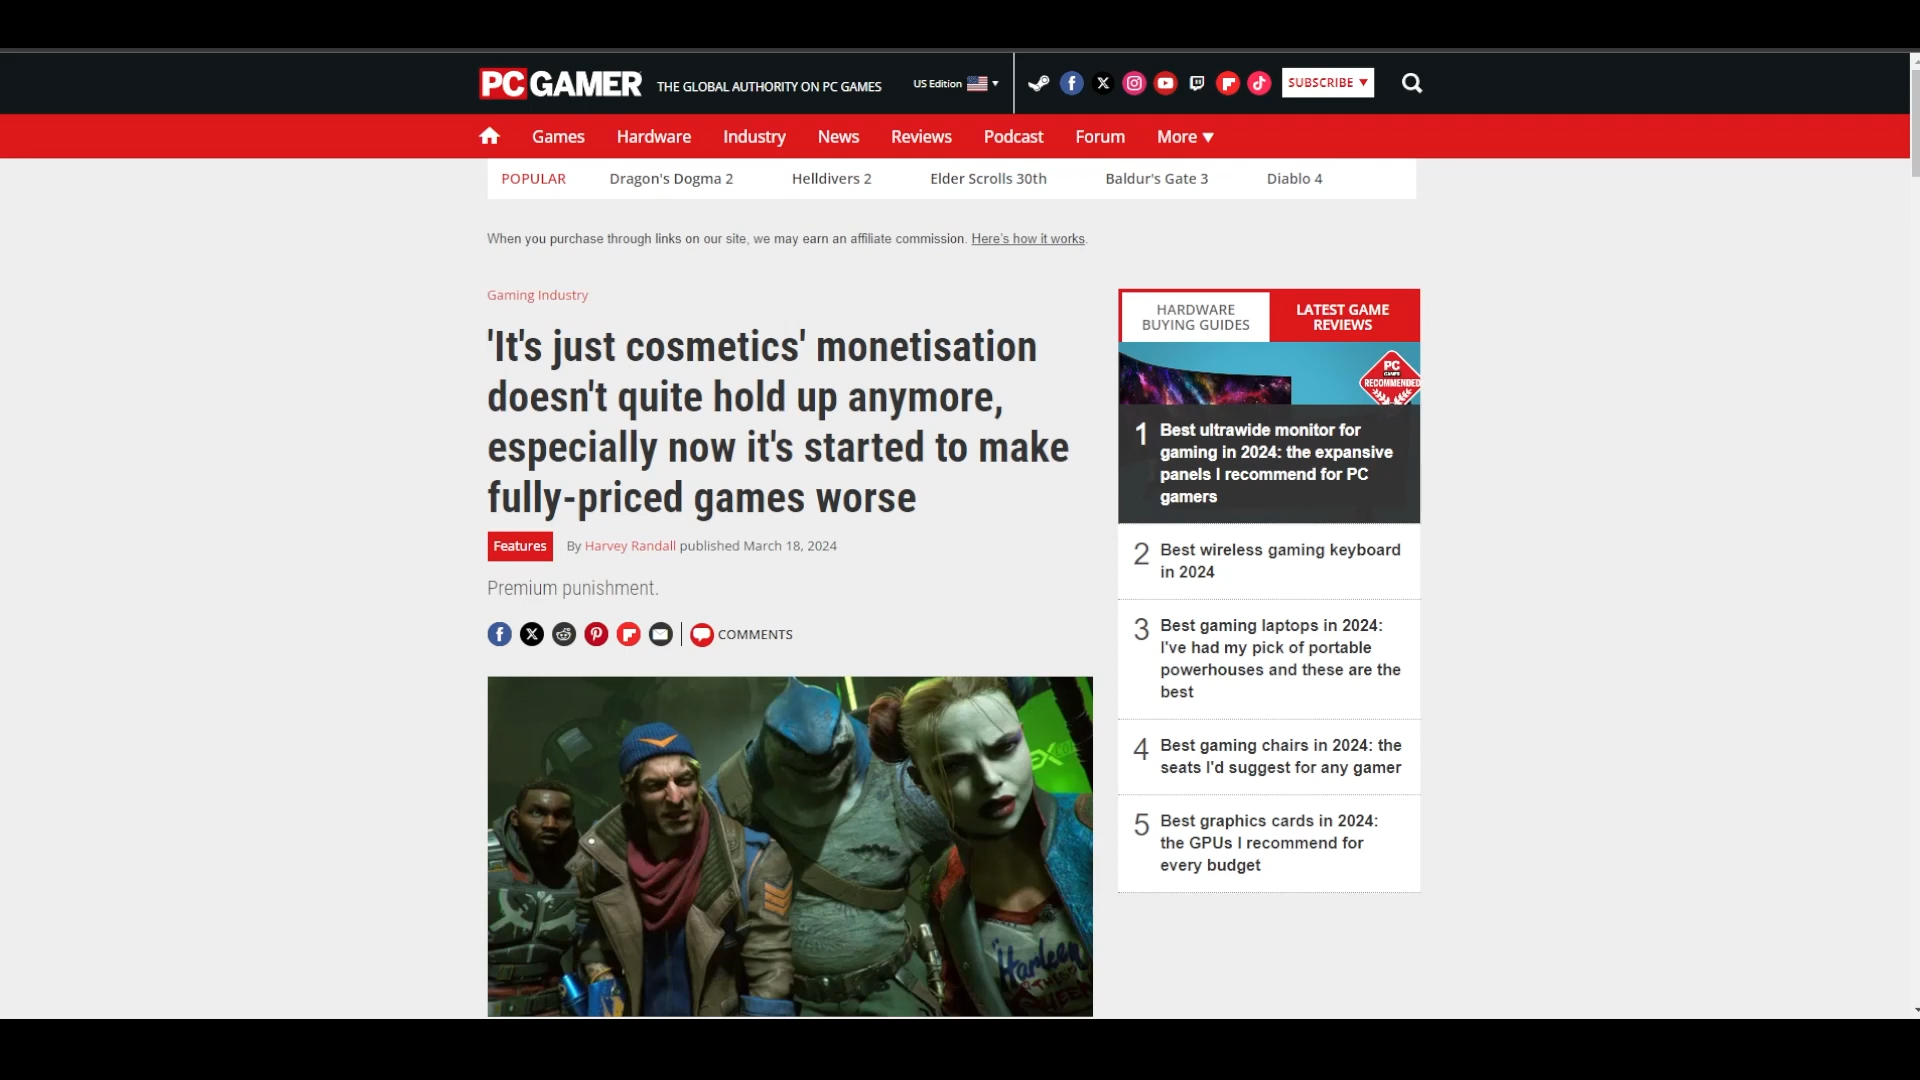 PC GAMER THE GLOBAL AUTHORITY ON PC GAMES US Edition SUBSCRIBE
Games Hardware Industry News Reviews Podcast Forum More
POPULAR Dragon's Dogma 2 Helldivers 2 Elder Scrolls 30th Baldur's Gate 3 Diablo 4
When you purchase through links on our site, we may earn an affiliate commission. Here's how it works.
Gaming Industry
'It's just cosmetics' monetisation
doesn't quite hold up anymore,
especially now it's started to make
fully-priced games worse
Features By Harvey Randall published March 18, 2024
Premium punishment.
COMMENTS
Harleen
THIS
QUEEN
HARDWARE
BUYING GUIDES
LATEST GAME
REVIEWS
PC
GAMER
RECOMMENDED
1 Best ultrawide monitor for
gaming in 2024: the expansive
panels I recommend for PC
gamers
2 Best wireless gaming keyboard
in 2024
3 Best gaming laptops in 2024:
I've had my pick of portable
powerhouses and these are the
best
4 Best gaming chairs in 2024: the
seats I'd suggest for any gamer
5 Best graphics cards in 2024:
the GPUs I recommend for
every budget